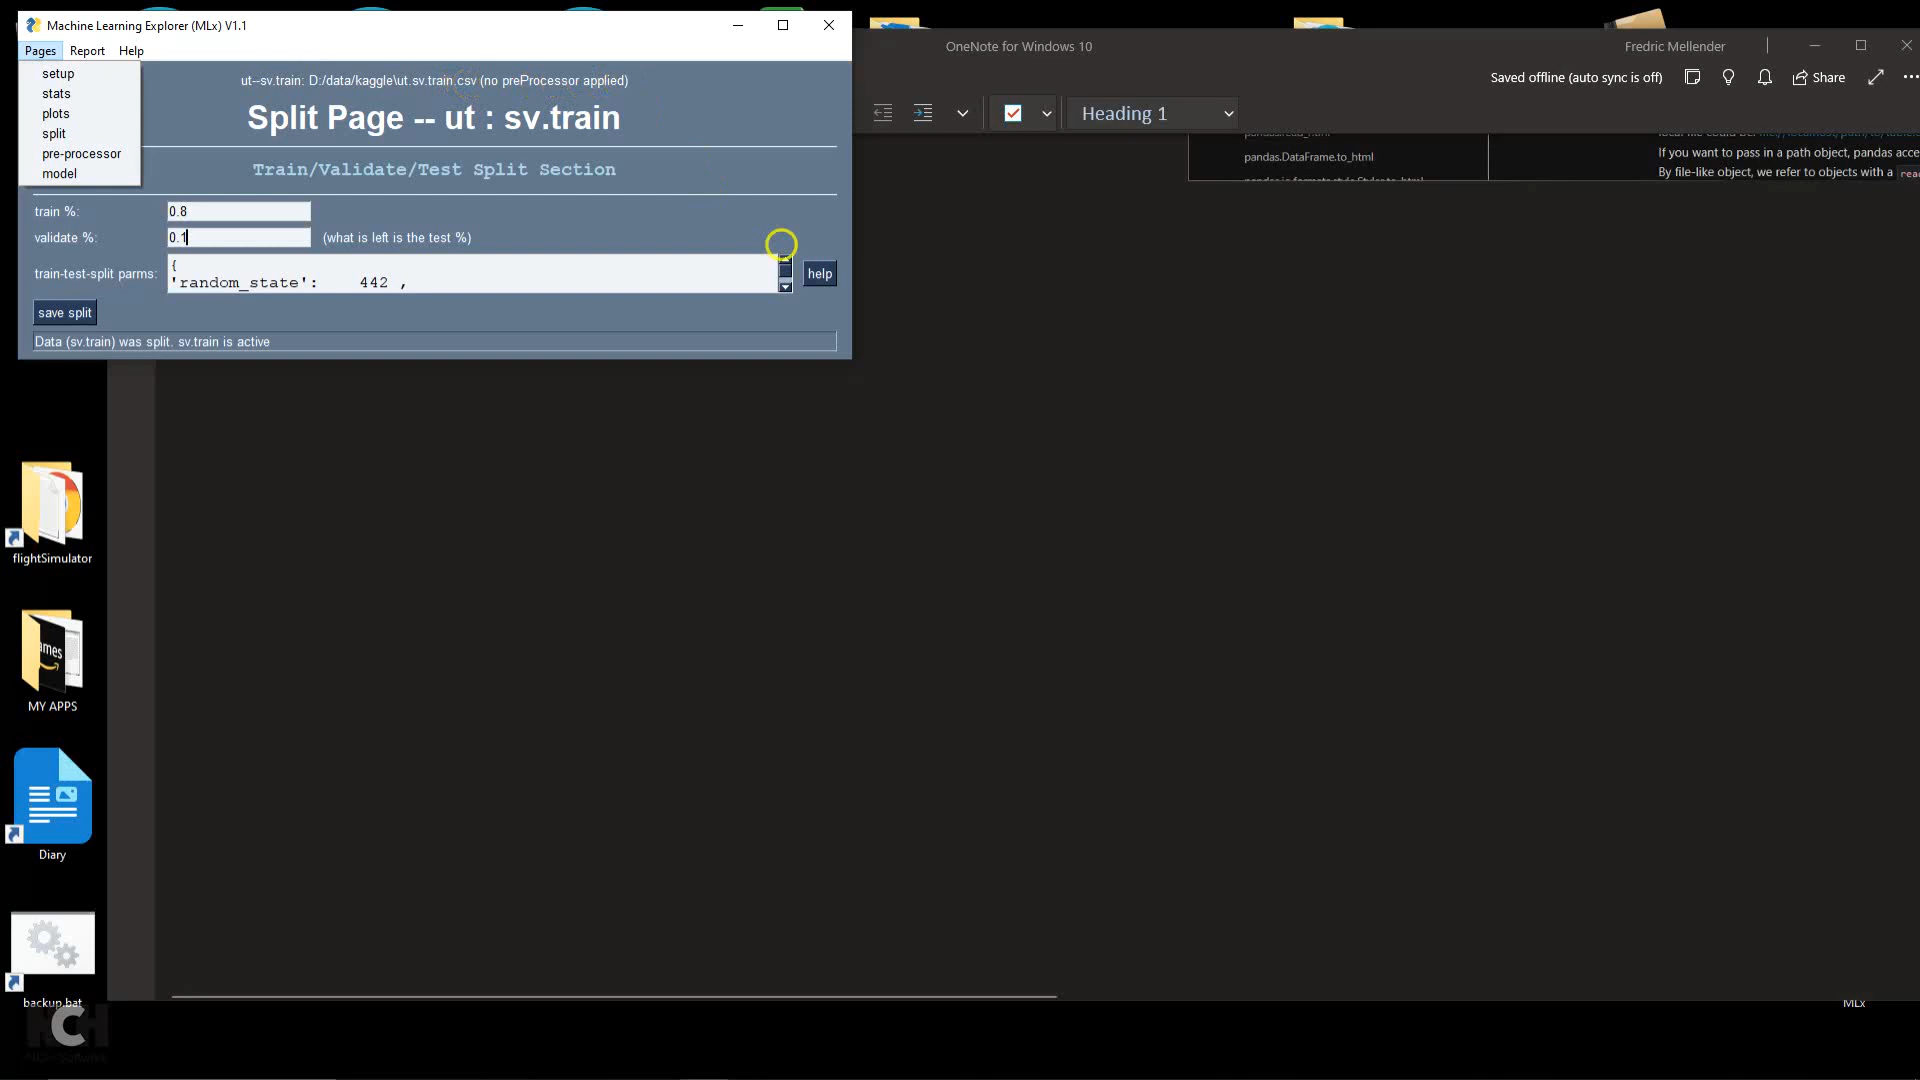 Machine Learning Explorer (MLx) V1.1
Pages Report Help
setup
stats
plots
split
pre-processor
model
ut--sv.train: D:/data/kaggle\ut.sv.train.csv (no preProcessor applied)
Split Page -- ut : sv.train
Train/Validate/Test Split Section
train %: 0.8
validate %: 0.1 (what is left is the test %)
train-test-split parms: {
'random_state': 442 ,
help
save split
Data (sv.train) was split. sv.train is active
OneNote for Windows 10
Fredric Mellender
Saved offline (auto sync is off)
Share
Heading 1
pandas.DataFrame.to_html
If you want to pass in a path object, pandas acce
By file-like object, we refer to objects with a read
flightSimulator
MY APPS
Diary
backup.bat
MLx